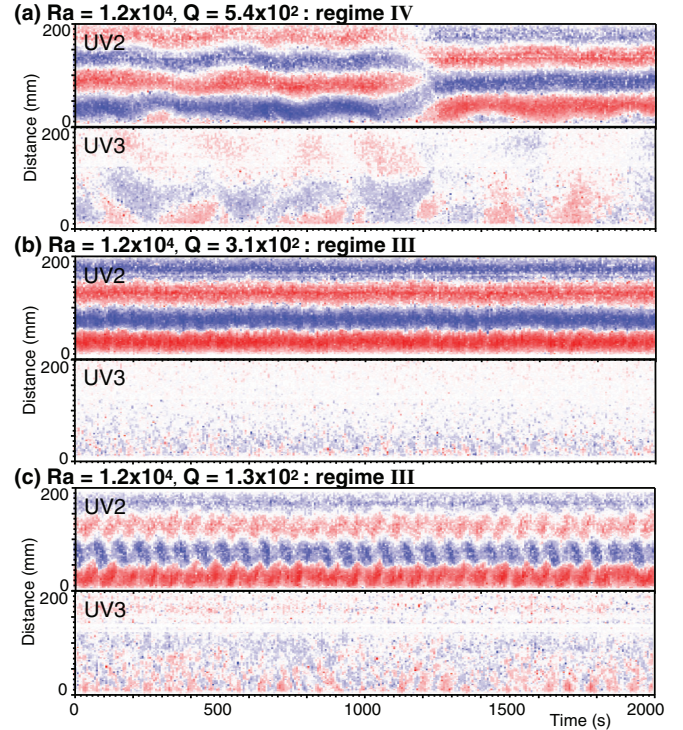 (a) Ra = 1.2x10⁴, Q = 5.4x10² : regime IV
200
UV2
0
200
UV3
0
Distance (mm)
(b) Ra = 1.2x10⁴, Q = 3.1x10² : regime III
200
UV2
0
200
UV3
0
Distance (mm)
(c) Ra = 1.2x10⁴, Q = 1.3x10² : regime III
200
UV2
0
200
UV3
0
Distance (mm)
0 500 1000 1500 2000
Time (s)